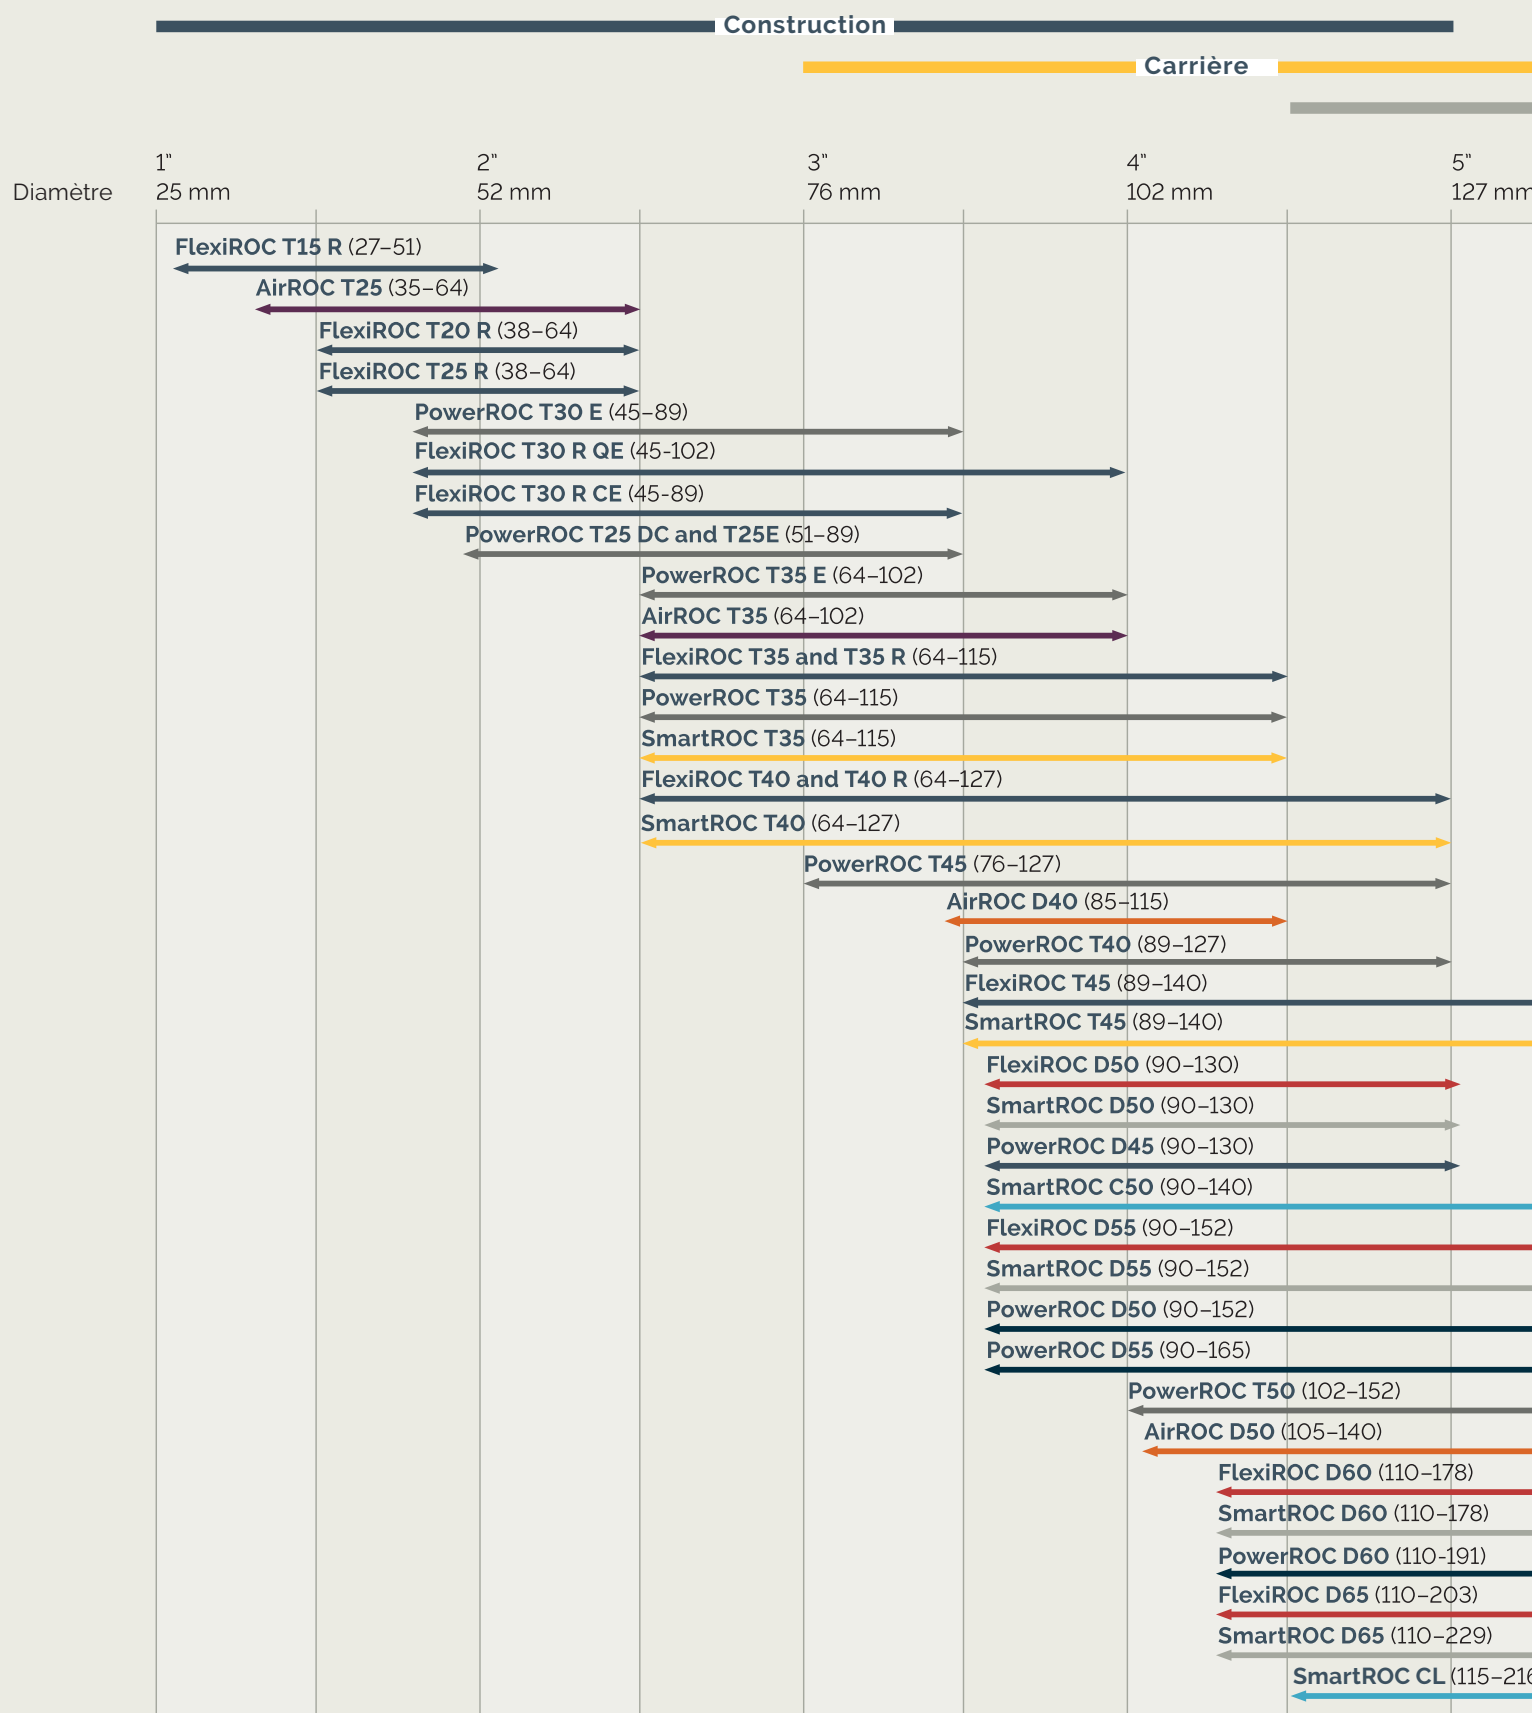 Construction
Carrière
1” 2” 3” 4” 5”
Diamètre 25 mm 52 mm 76 mm 102 mm 127 mm
FlexiROC T15 R (27–51)
AirROC T25 (35–64)
FlexiROC T20 R (38–64)
FlexiROC T25 R (38–64)
PowerROC T30 E (45–89)
FlexiROC T30 R QE (45-102)
FlexiROC T30 R CE (45-89)
PowerROC T25 DC and T25E (51–89)
PowerROC T35 E (64–102)
AirROC T35 (64–102)
FlexiROC T35 and T35 R (64–115)
PowerROC T35 (64–115)
SmartROC T35 (64–115)
FlexiROC T40 and T40 R (64–127)
SmartROC T40 (64–127)
PowerROC T45 (76–127)
AirROC D40 (85–115)
PowerROC T40 (89–127)
FlexiROC T45 (89–140)
SmartROC T45 (89–140)
FlexiROC D50 (90–130)
SmartROC D50 (90–130)
PowerROC D45 (90–130)
SmartROC C50 (90–140)
FlexiROC D55 (90–152)
SmartROC D55 (90–152)
PowerROC D50 (90–152)
PowerROC D55 (90–165)
PowerROC T50 (102–152)
AirROC D50 (105–140)
FlexiROC D60 (110–178)
SmartROC D60 (110–178)
PowerROC D60 (110-191)
FlexiROC D65 (110–203)
SmartROC D65 (110–229)
SmartROC CL (115–216